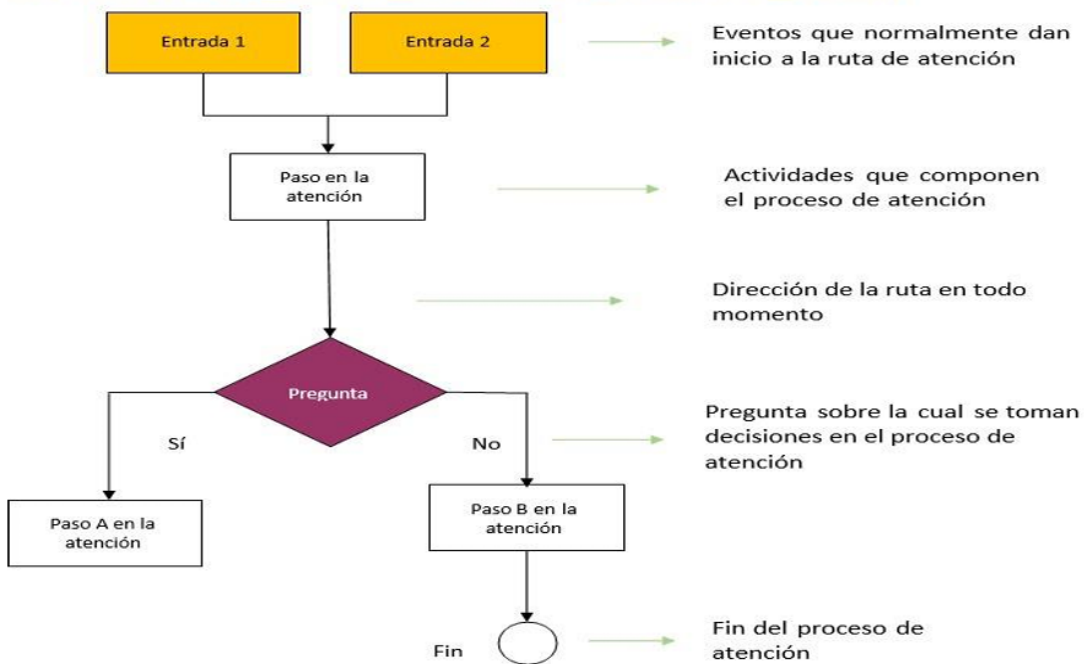 Entrada 1
Entrada 2
Eventos que normalmente dan
inicio a la ruta de atención
Paso en la
atención
Actividades que componen
el proceso de atención
Dirección de la ruta en todo
momento
Pregunta
Pregunta sobre la cual se toman
decisiones en el proceso de
atención
Sí
No
Paso A en la
atención
Paso B en la
atención
Fin
Fin del proceso de
atención